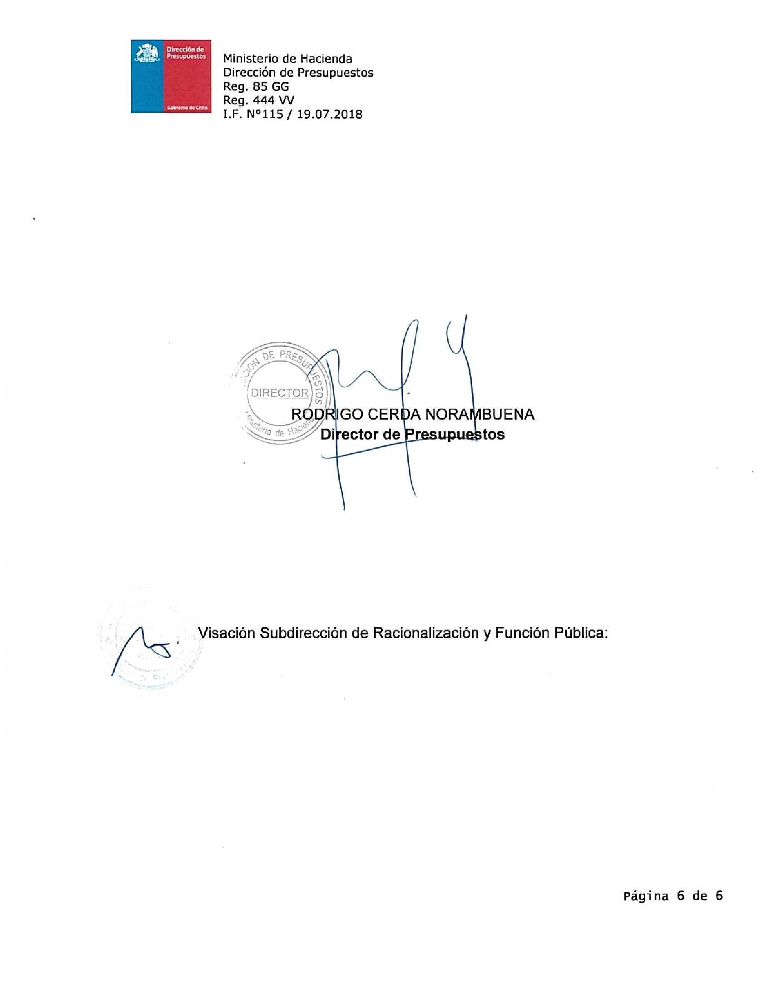 Dirección de
Presupuestos
Gobierno de Chile
Ministerio de Hacienda
Dirección de Presupuestos
Reg. 85 GG
Reg. 444 VV
I.F. Nº115 / 19.07.2018
DE PRESUPUESTOS
DIRECTOR
Ministerio de Hacienda
RODRIGO CERDA NORAMBUENA
Director de Presupuestos
Visación Subdirección de Racionalización y Función Pública:
Página 6 de 6